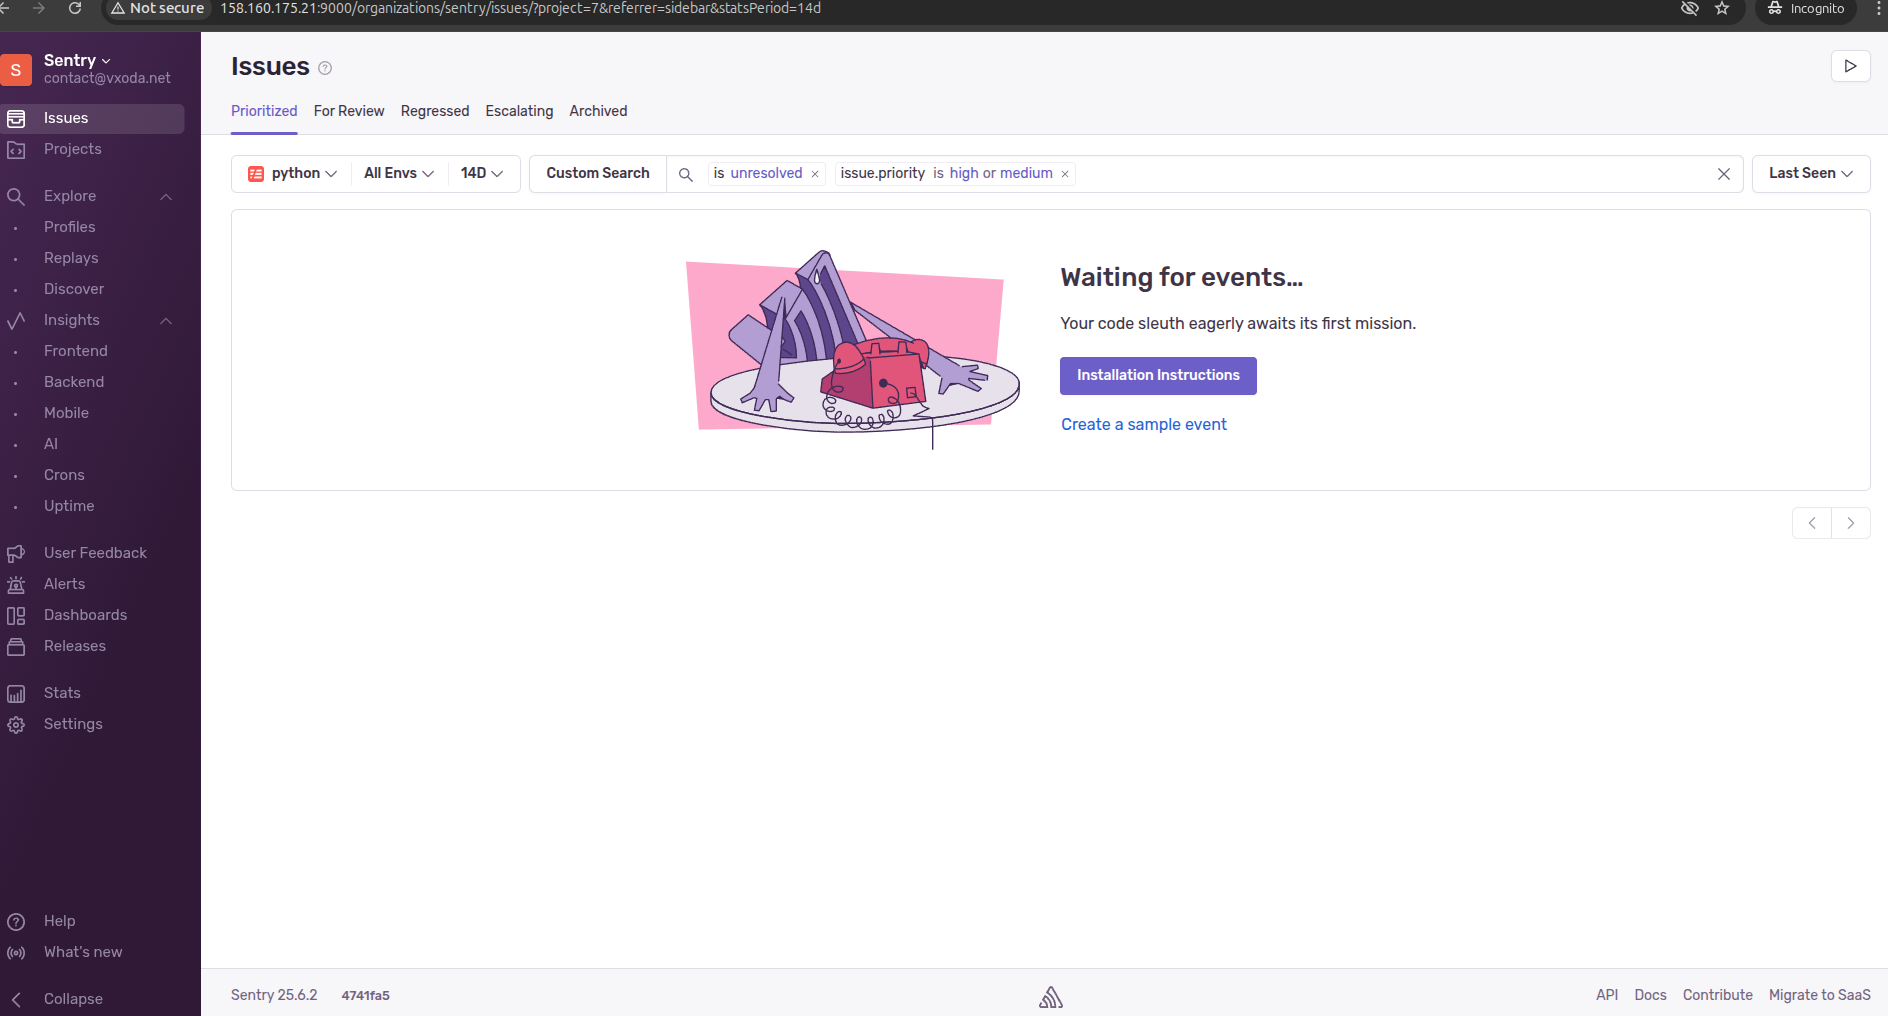 Not secure 158.160.175.21:9000/organizations/sentry/issues/?project=7&referrer=sidebar&statsPeriod=14d Incognito
S
Sentry
contact@vxoda.net
Issues
Projects
Explore
Profiles
Replays
Discover
Insights
Frontend
Backend
Mobile
AI
Crons
Uptime
User Feedback
Alerts
Dashboards
Releases
Stats
Settings
Help
What's new
Collapse
Issues
Prioritized For Review Regressed Escalating Archived
python All Envs 14D Custom Search is unresolved issue.priority is high or medium Last Seen
Waiting for events…
Your code sleuth eagerly awaits its first mission.
Installation Instructions
Create a sample event
Sentry 25.6.2 4741fa5 API Docs Contribute Migrate to SaaS